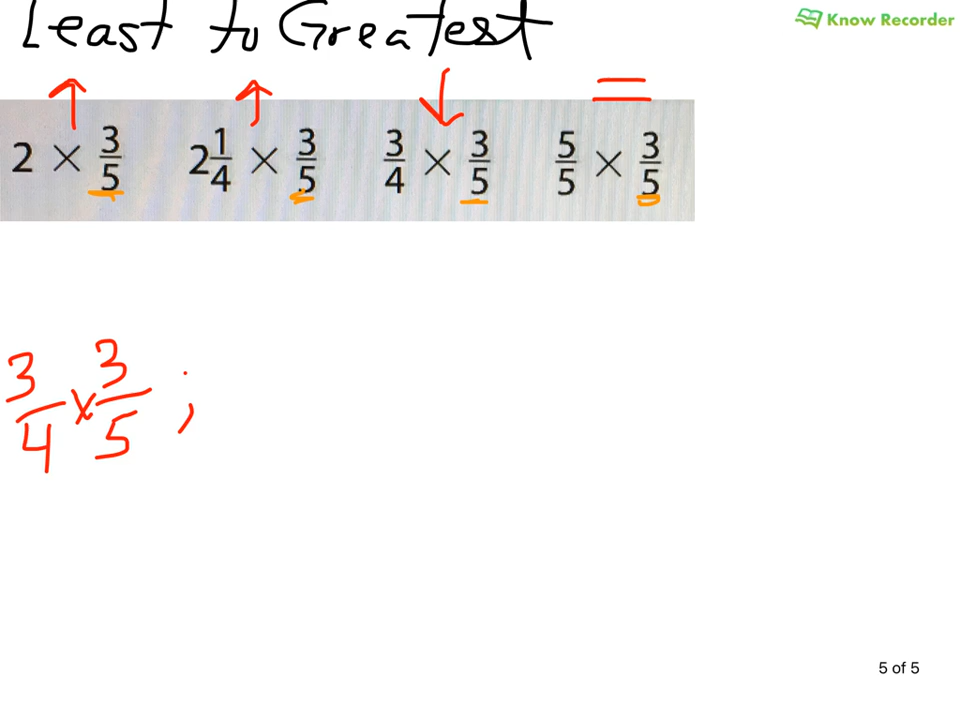 Know Recorder
Least to Greatest
↑ ↑ ↓ =
2 × 3/5 2 1/4 × 3/5 3/4 × 3/5 5/5 × 3/5
3/4 × 3/5 ;
5 of 5